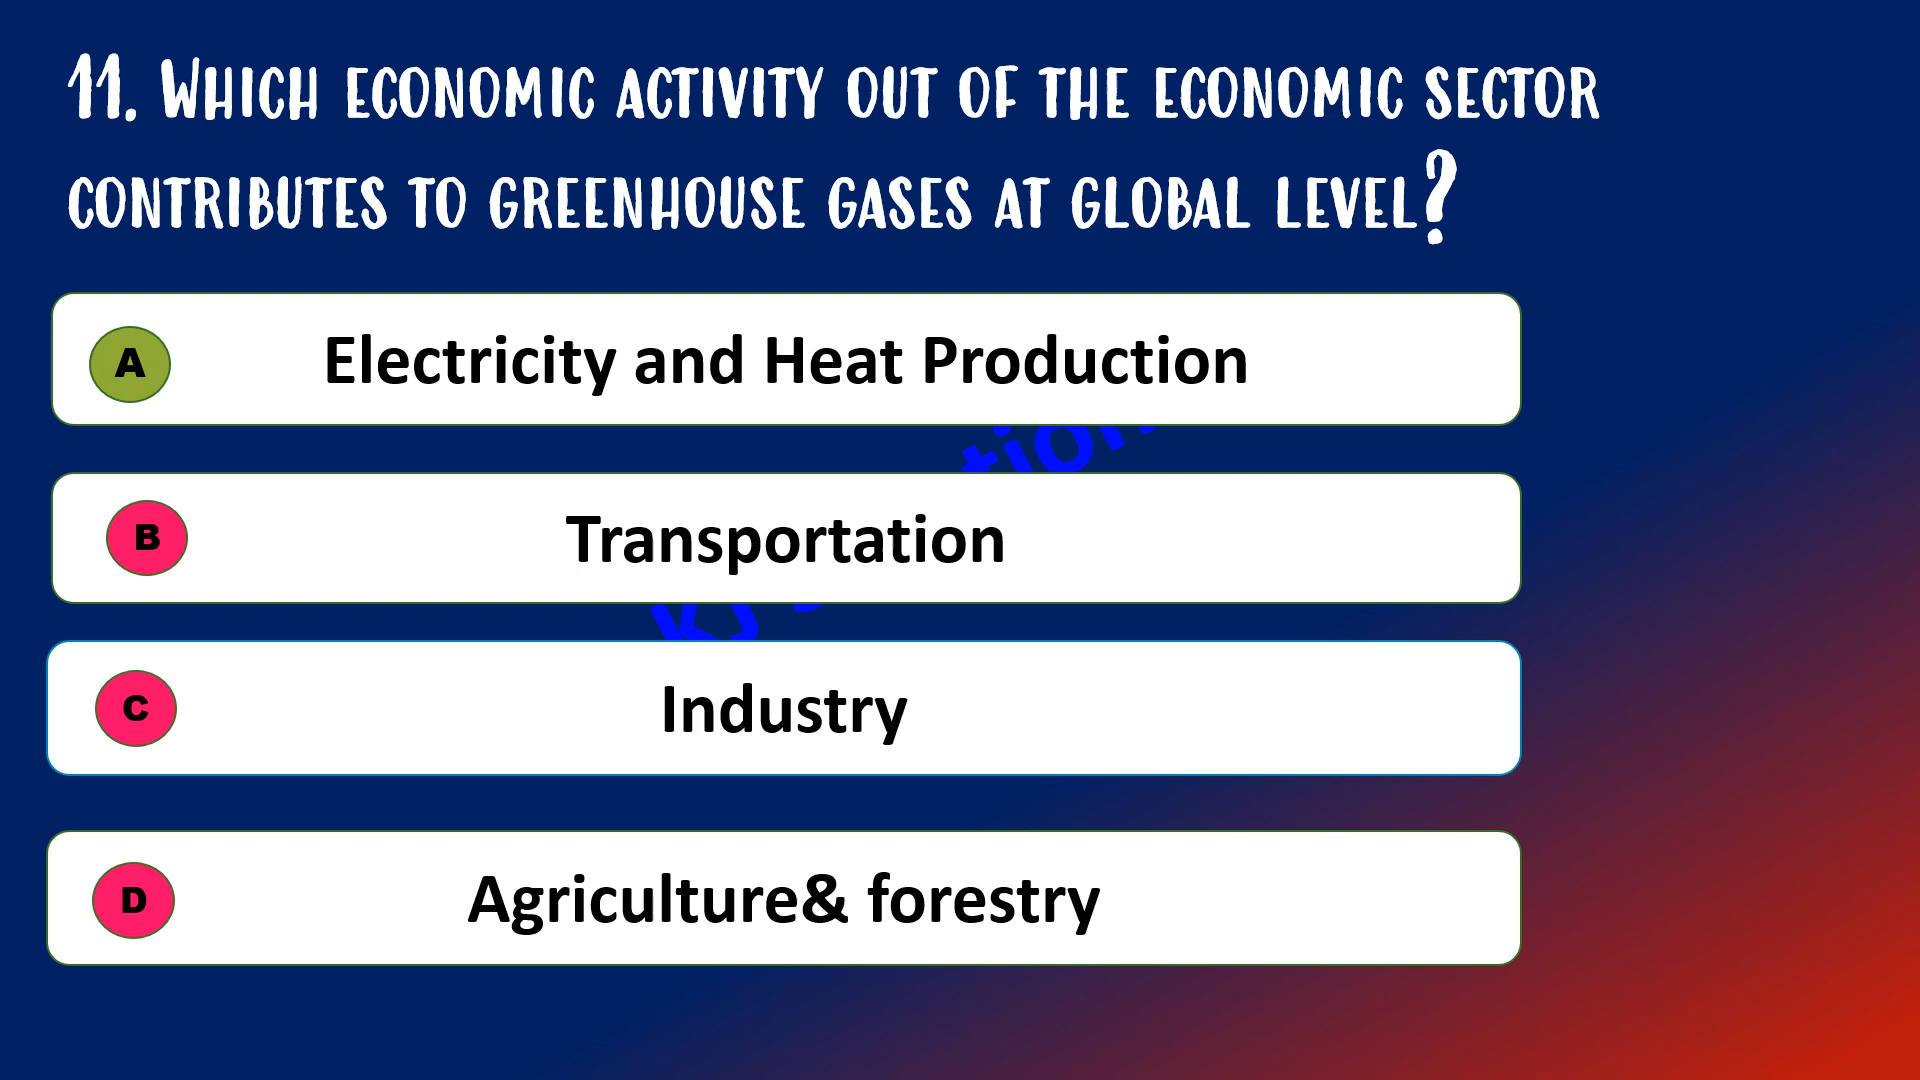 11. Which economic activity out of the economic sector
contributes to greenhouse gases at global level?
A Electricity and Heat Production
B Transportation
C Industry
D Agriculture& forestry